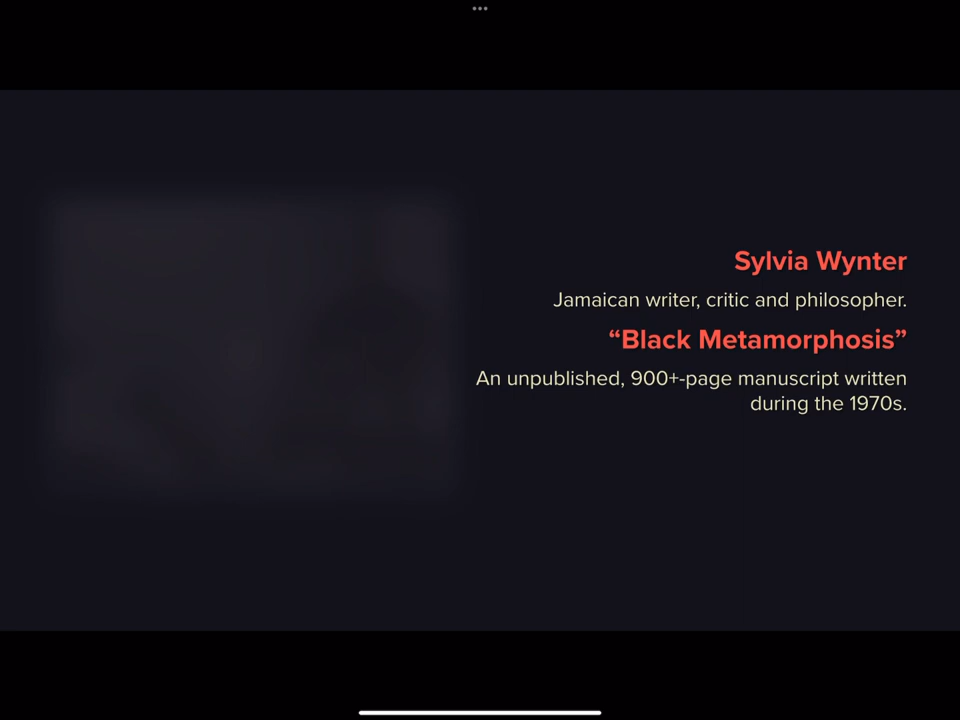 Sylvia Wynter
Jamaican writer, critic and philosopher.
“Black Metamorphosis”
An unpublished, 900+-page manuscript written
during the 1970s.